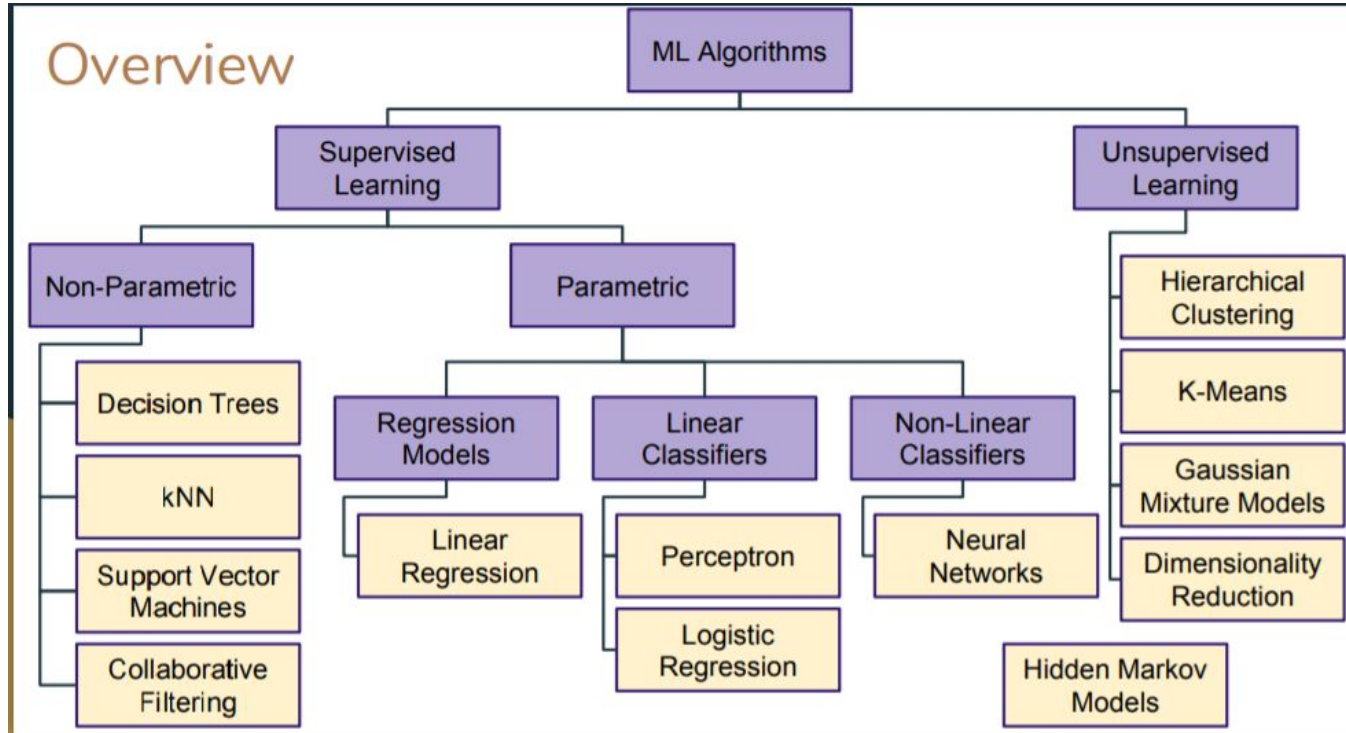 Overview
ML Algorithms
Supervised
Learning
Unsupervised
Learning
Non-Parametric
Parametric
Decision Trees
kNN
Support Vector
Machines
Collaborative
Filtering
Regression
Models
Linear
Regression
Linear
Classifiers
Perceptron
Logistic
Regression
Non-Linear
Classifiers
Neural
Networks
Hierarchical
Clustering
K-Means
Gaussian
Mixture Models
Dimensionality
Reduction
Hidden Markov
Models